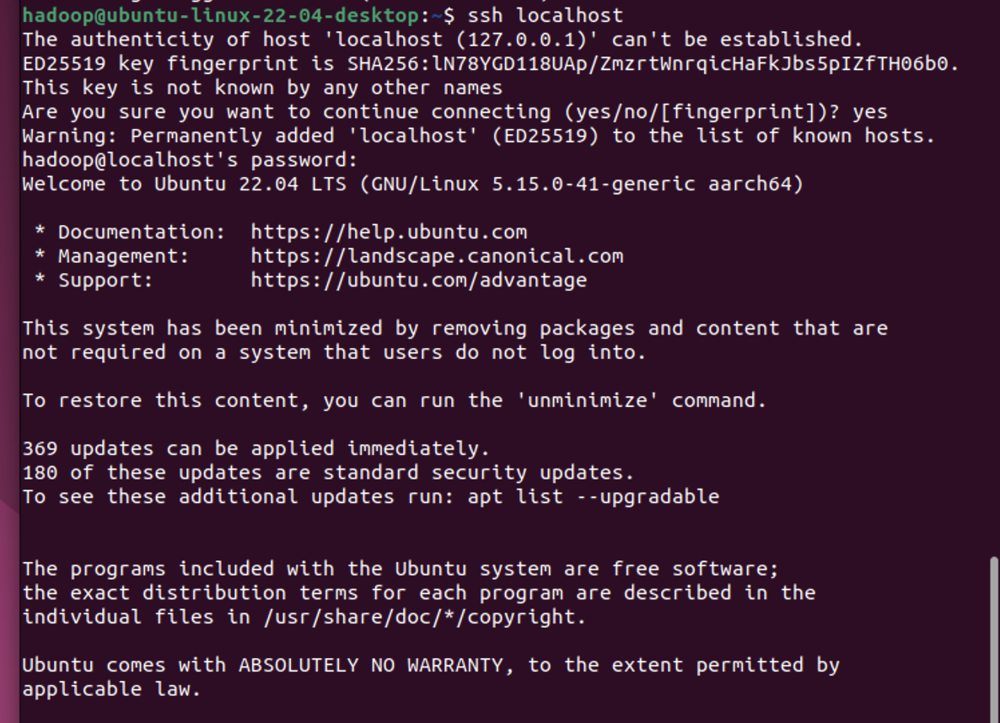 hadoop@ubuntu-linux-22-04-desktop:~$ ssh localhost
The authenticity of host 'localhost (127.0.0.1)' can't be established.
ED25519 key fingerprint is SHA256:lN78YGD118UAp/ZmzrtWnrqicHaFkJbs5pIZfTH06b0.
This key is not known by any other names
Are you sure you want to continue connecting (yes/no/[fingerprint])? yes
Warning: Permanently added 'localhost' (ED25519) to the list of known hosts.
hadoop@localhost's password:
Welcome to Ubuntu 22.04 LTS (GNU/Linux 5.15.0-41-generic aarch64)
 * Documentation:  https://help.ubuntu.com
 * Management:     https://landscape.canonical.com
 * Support:        https://ubuntu.com/advantage
This system has been minimized by removing packages and content that are
not required on a system that users do not log into.
To restore this content, you can run the 'unminimize' command.
369 updates can be applied immediately.
180 of these updates are standard security updates.
To see these additional updates run: apt list --upgradable
The programs included with the Ubuntu system are free software;
the exact distribution terms for each program are described in the
individual files in /usr/share/doc/*/copyright.
Ubuntu comes with ABSOLUTELY NO WARRANTY, to the extent permitted by
applicable law.